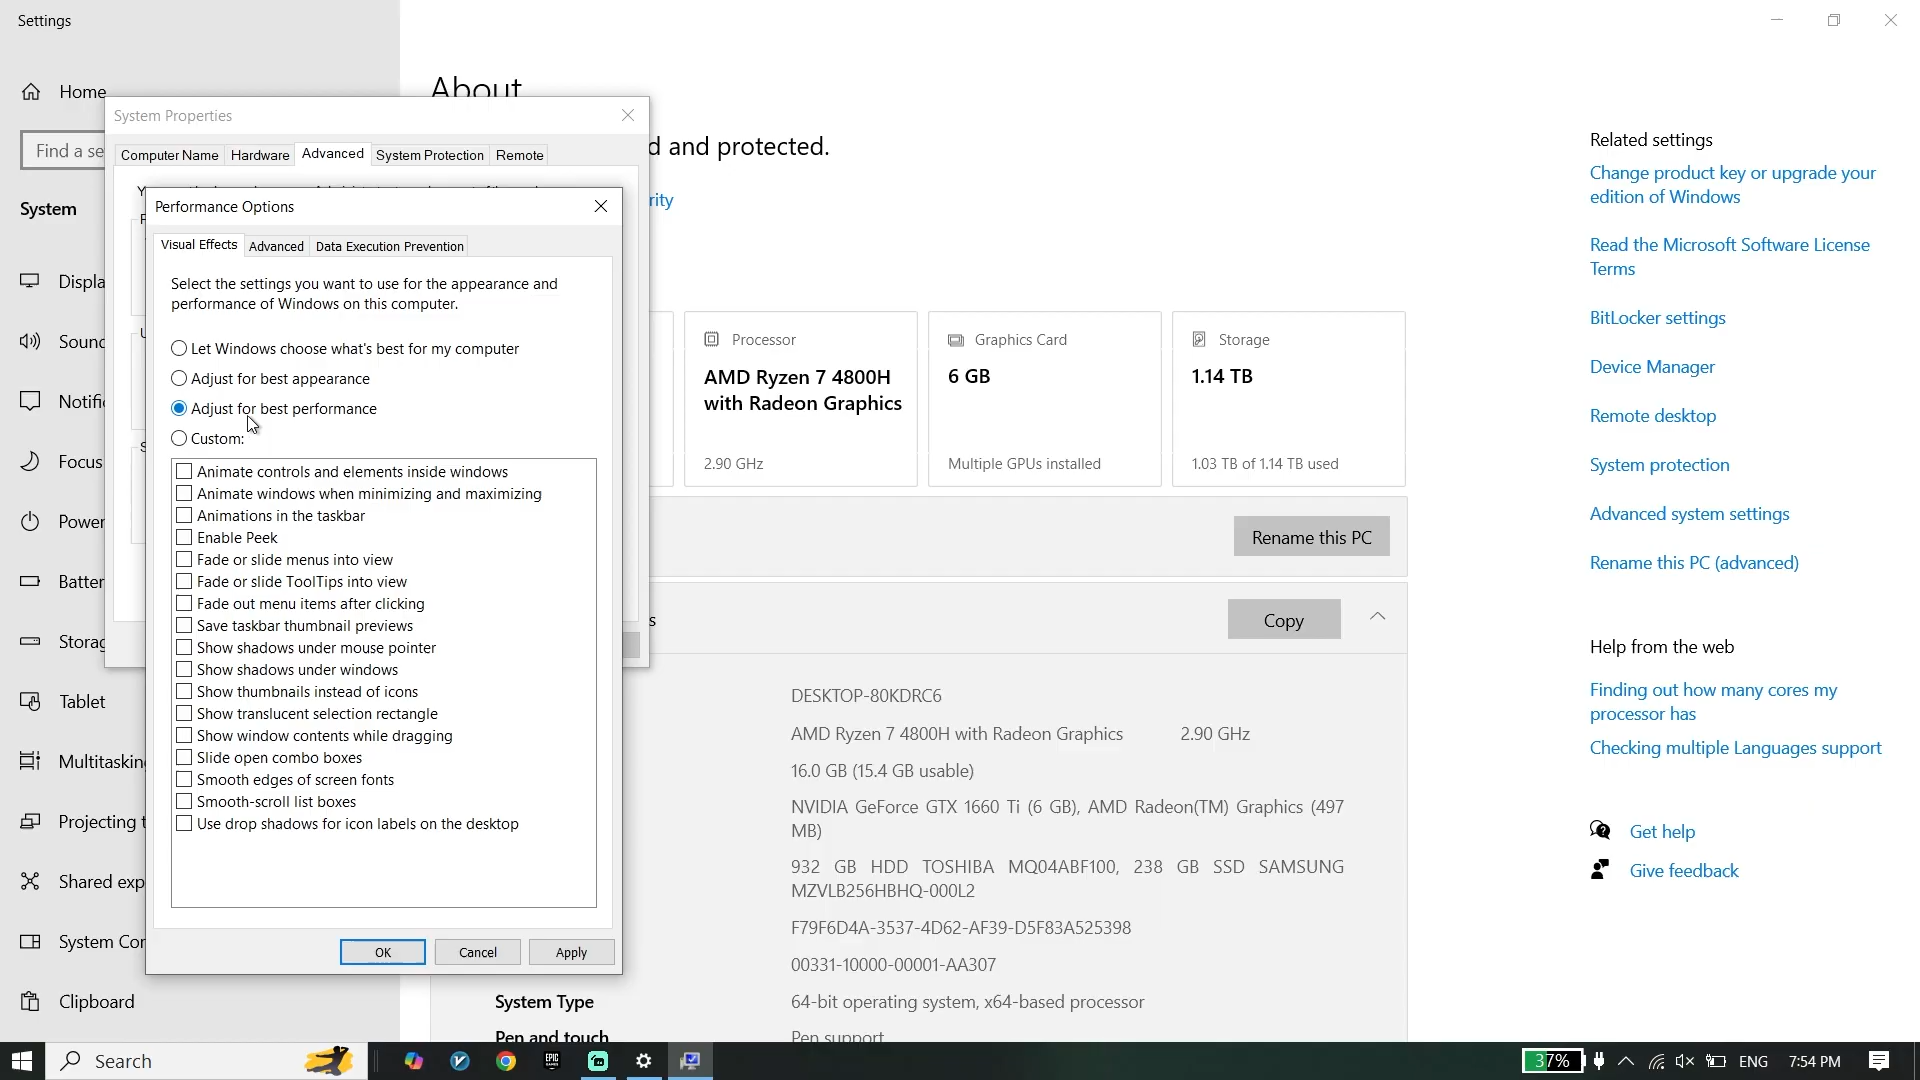 Settings
Home
Find a se
System
Displa
Sound
Notific
Focus
Power
Batter
Storag
Tablet
Multitasking
Projecting t
Shared exp
System Cor
Clipboard
System Properties
Computer Name
Hardware
Advanced
System Protection
Remote
Performance Options
Visual Effects
Advanced
Data Execution Prevention
Select the settings you want to use for the appearance and
performance of Windows on this computer.
Let Windows choose what's best for my computer
Adjust for best appearance
Adjust for best performance
Custom:
Animate controls and elements inside windows
Animate windows when minimizing and maximizing
Animations in the taskbar
Enable Peek
Fade or slide menus into view
Fade or slide ToolTips into view
Fade out menu items after clicking
Save taskbar thumbnail previews
Show shadows under mouse pointer
Show shadows under windows
Show thumbnails instead of icons
Show translucent selection rectangle
Show window contents while dragging
Slide open combo boxes
Smooth edges of screen fonts
Smooth-scroll list boxes
Use drop shadows for icon labels on the desktop
OK
Cancel
Apply
About
d and protected.
rity
Processor
AMD Ryzen 7 4800H
with Radeon Graphics
2.90 GHz
Graphics Card
6 GB
Multiple GPUs installed
Storage
1.14 TB
1.03 TB of 1.14 TB used
Rename this PC
s
Copy
DESKTOP-80KDRC6
AMD Ryzen 7 4800H with Radeon Graphics 2.90 GHz
16.0 GB (15.4 GB usable)
NVIDIA GeForce GTX 1660 Ti (6 GB), AMD Radeon(TM) Graphics (497
MB)
932 GB HDD TOSHIBA MQ04ABF100, 238 GB SSD SAMSUNG
MZVLB256HBHQ-000L2
F79F6D4A-3537-4D62-AF39-D5F83A525398
00331-10000-00001-AA307
System Type 64-bit operating system, x64-based processor
Pen and touch Pen support
Related settings
Change product key or upgrade your
edition of Windows
Read the Microsoft Software License
Terms
BitLocker settings
Device Manager
Remote desktop
System protection
Advanced system settings
Rename this PC (advanced)
Help from the web
Finding out how many cores my
processor has
Checking multiple Languages support
Get help
Give feedback
Search
EPIC
GAMES
37%
ENG
7:54 PM